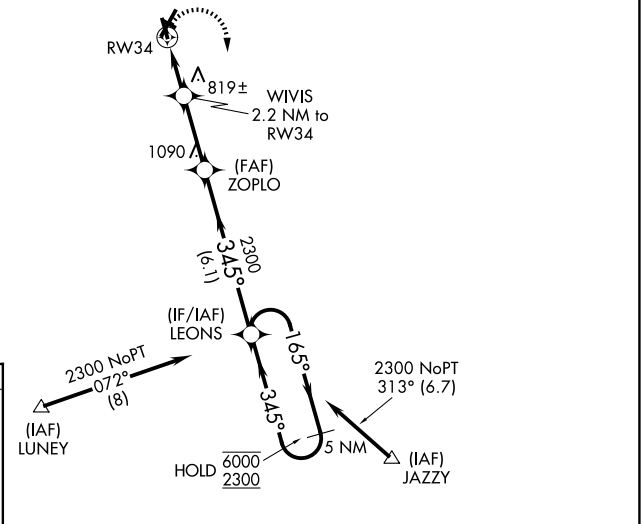 RW34
819±
WIVIS
2.2 NM to
RW34
1090
(FAF)
ZOPLO
2300
345°
(6.1)
(IF/IAF)
LEONS
165°
345°
2300 NoPT
072°
(8)
(IAF)
LUNEY
2300 NoPT
313° (6.7)
5 NM
(IAF)
JAZZY
HOLD
6000
2300